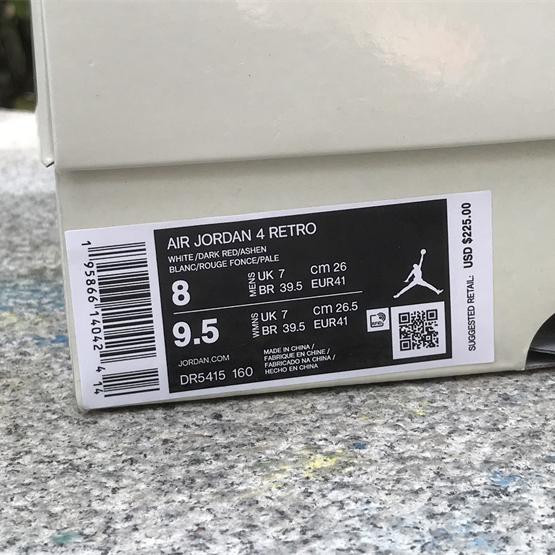 AIR JORDAN 4 RETRO
WHITE/DARK RED/ASHEN
BLANC/ROUGE FONCE/PALE
8 MENS UK 7 cm 26
BR 39.5 EUR41
9.5 WMNS UK 7 cm 26.5
BR 39.5 EUR41
JORDAN.COM
DR5415 160
MADE IN CHINA /
FABRIQUE EN CHINE /
FABRICADO NA CHINA /
HECHO EN CHINA
SUGGESTED RETAIL: USD $225.00
1 95866 14042 4 14